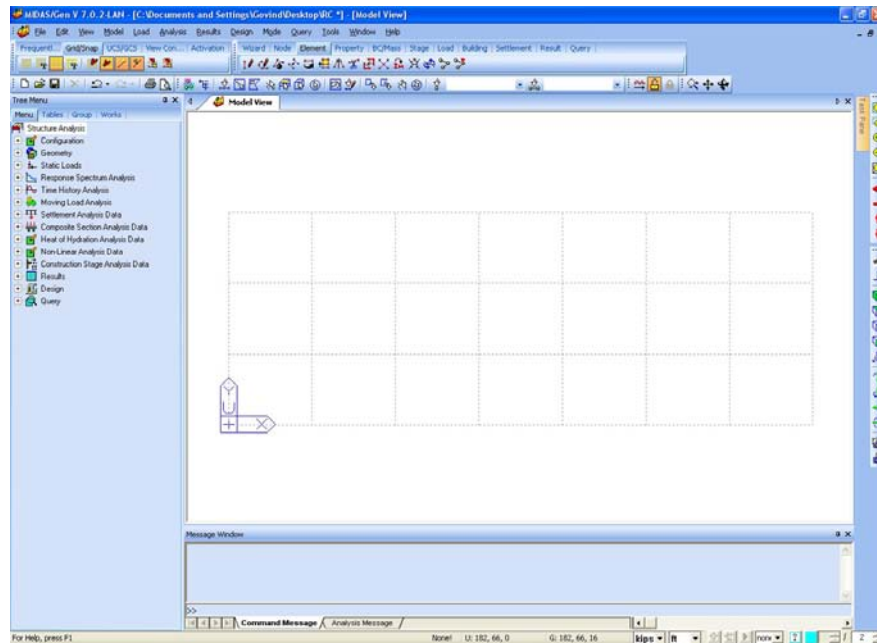 MIDAS/Gen V 7.0.2-LAN - [C:\Documents and Settings\Govind\Desktop\RC *] - [Model View]
File Edit View Model Load Analysis Results Design Mode Query Tools Window Help
Frequentl... Grid/Snap UCS/GCS View Con... Activation Wizard Node Element Property BC/Mass Stage Load Building Settlement Result Query
Tree Menu
Menu Tables Group Works
Model View
Task Pane
Structure Analysis
Configuration
Geometry
Static Loads
Response Spectrum Analysis
Time History Analysis
Moving Load Analysis
Settlement Analysis Data
Composite Section Analysis Data
Heat of Hydration Analysis Data
Non-Linear Analysis Data
Construction Stage Analysis Data
Results
Design
Query
Y
U
X
Message Window
>>
Command Message Analysis Message
For Help, press F1 None! U: 182, 66, 0 G: 182, 66, 16 kips ft non 2